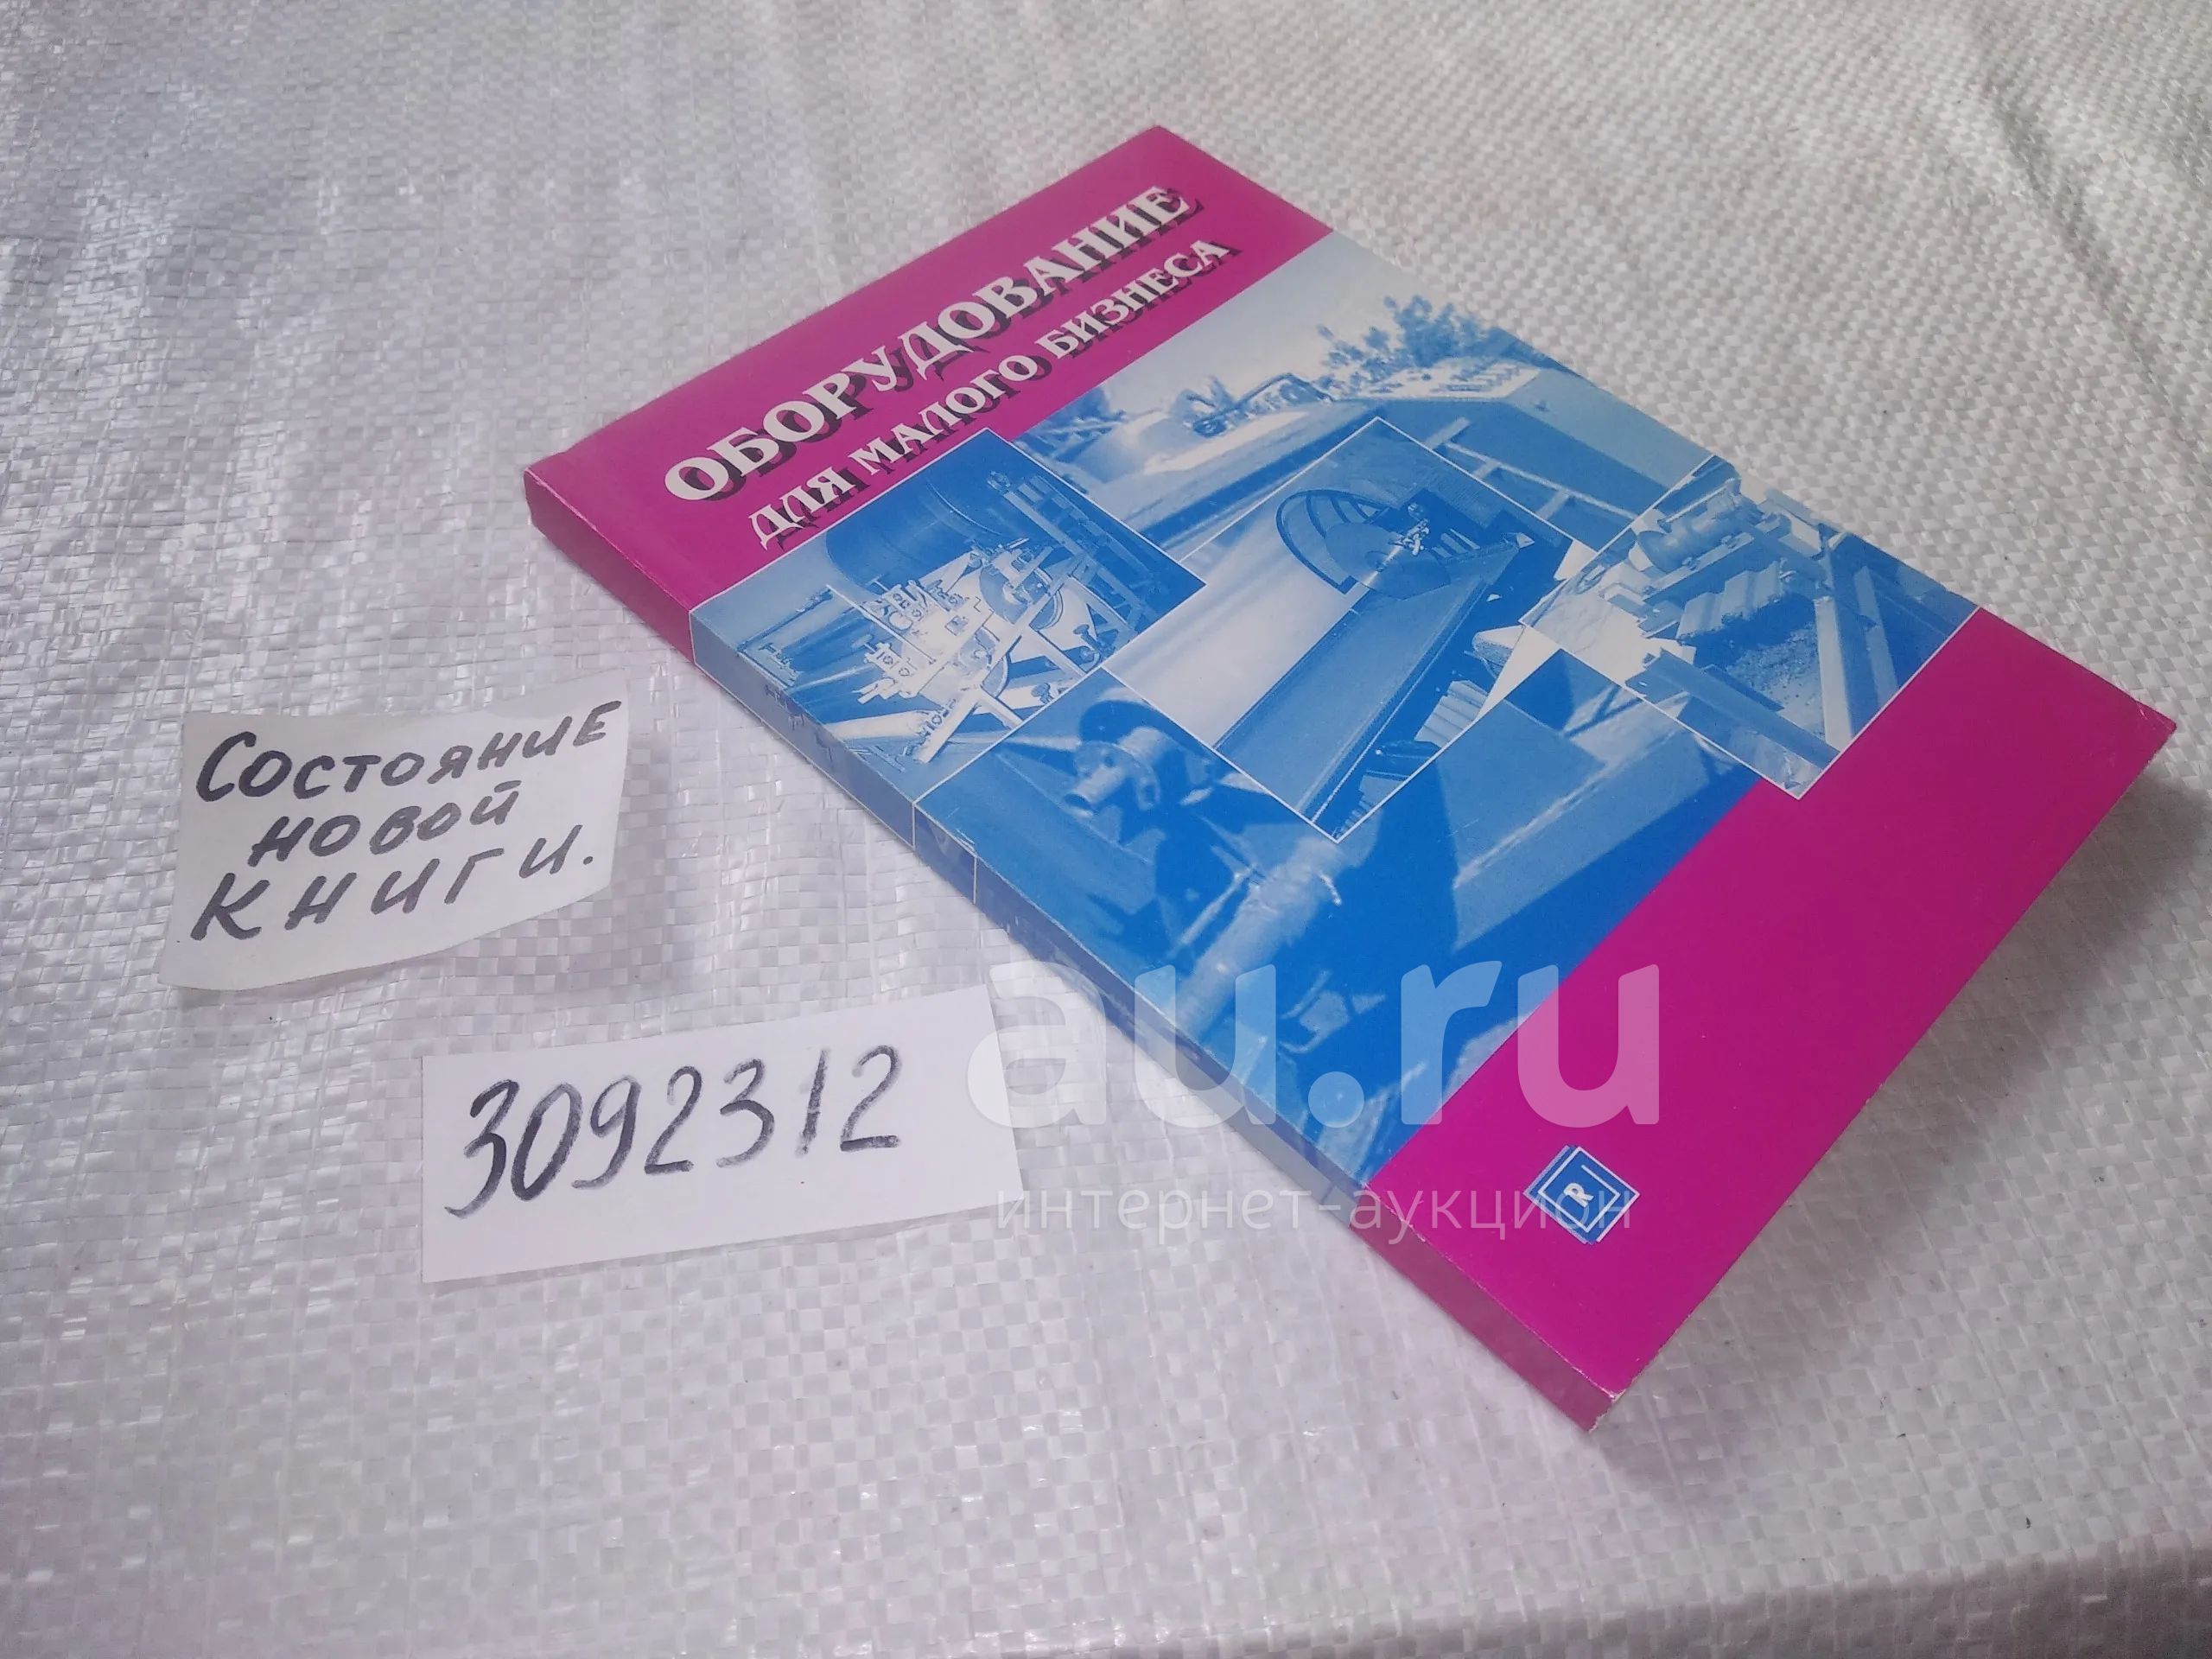 ОБОРУДОВАНИЕ
ДЛЯ МАЛОГО БИЗНЕСА
СОСТОЯНИЕ
НОВОЙ
КНИГИ.
3092312
au.ru
интернет-аукцион
R